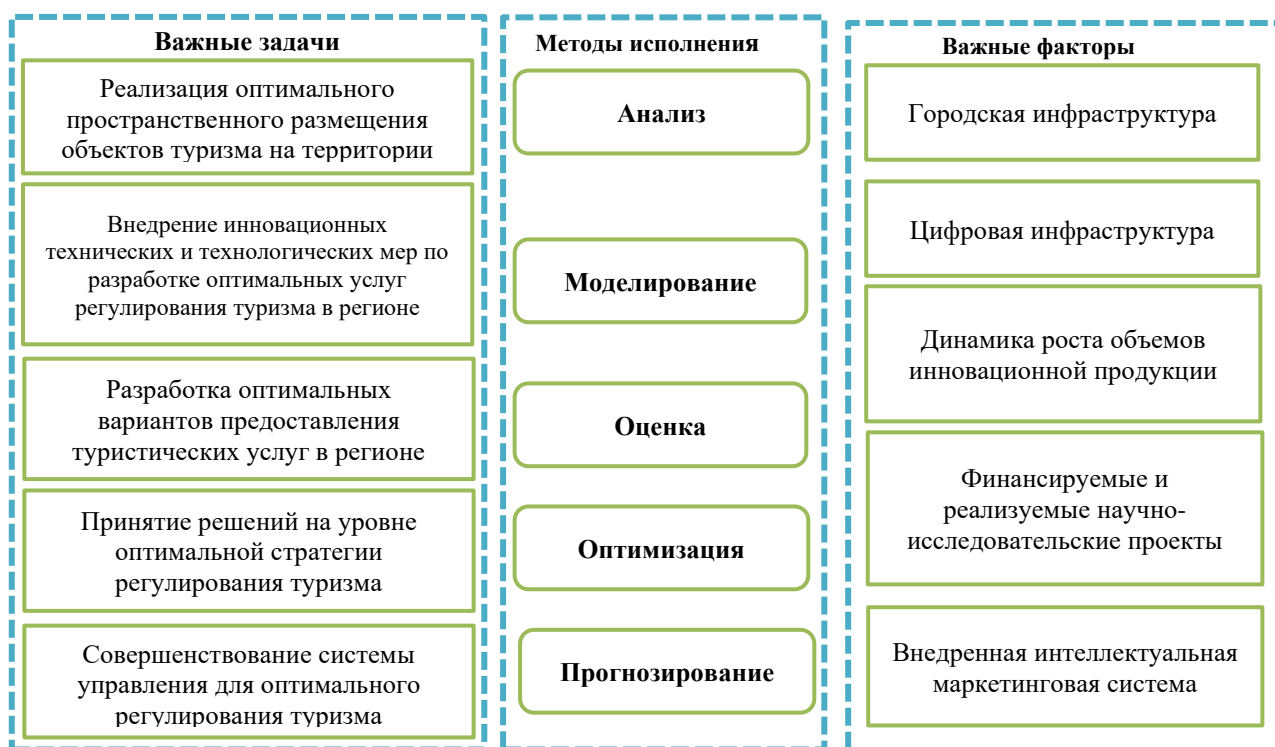 Важные задачи
Реализация оптимального
пространственного размещения
объектов туризма на территории
Внедрение инновационных
технических и технологических мер по
разработке оптимальных услуг
регулирования туризма в регионе
Разработка оптимальных
вариантов предоставления
туристических услуг в регионе
Принятие решений на уровне
оптимальной стратегии
регулирования туризма
Совершенствование системы
управления для оптимального
регулирования туризма
Методы исполнения
Анализ
Моделирование
Оценка
Оптимизация
Прогнозирование
Важные факторы
Городская инфраструктура
Цифровая инфраструктура
Динамика роста объемов
инновационной продукции
Финансируемые и
реализуемые научно-
исследовательские проекты
Внедренная интеллектуальная
маркетинговая система